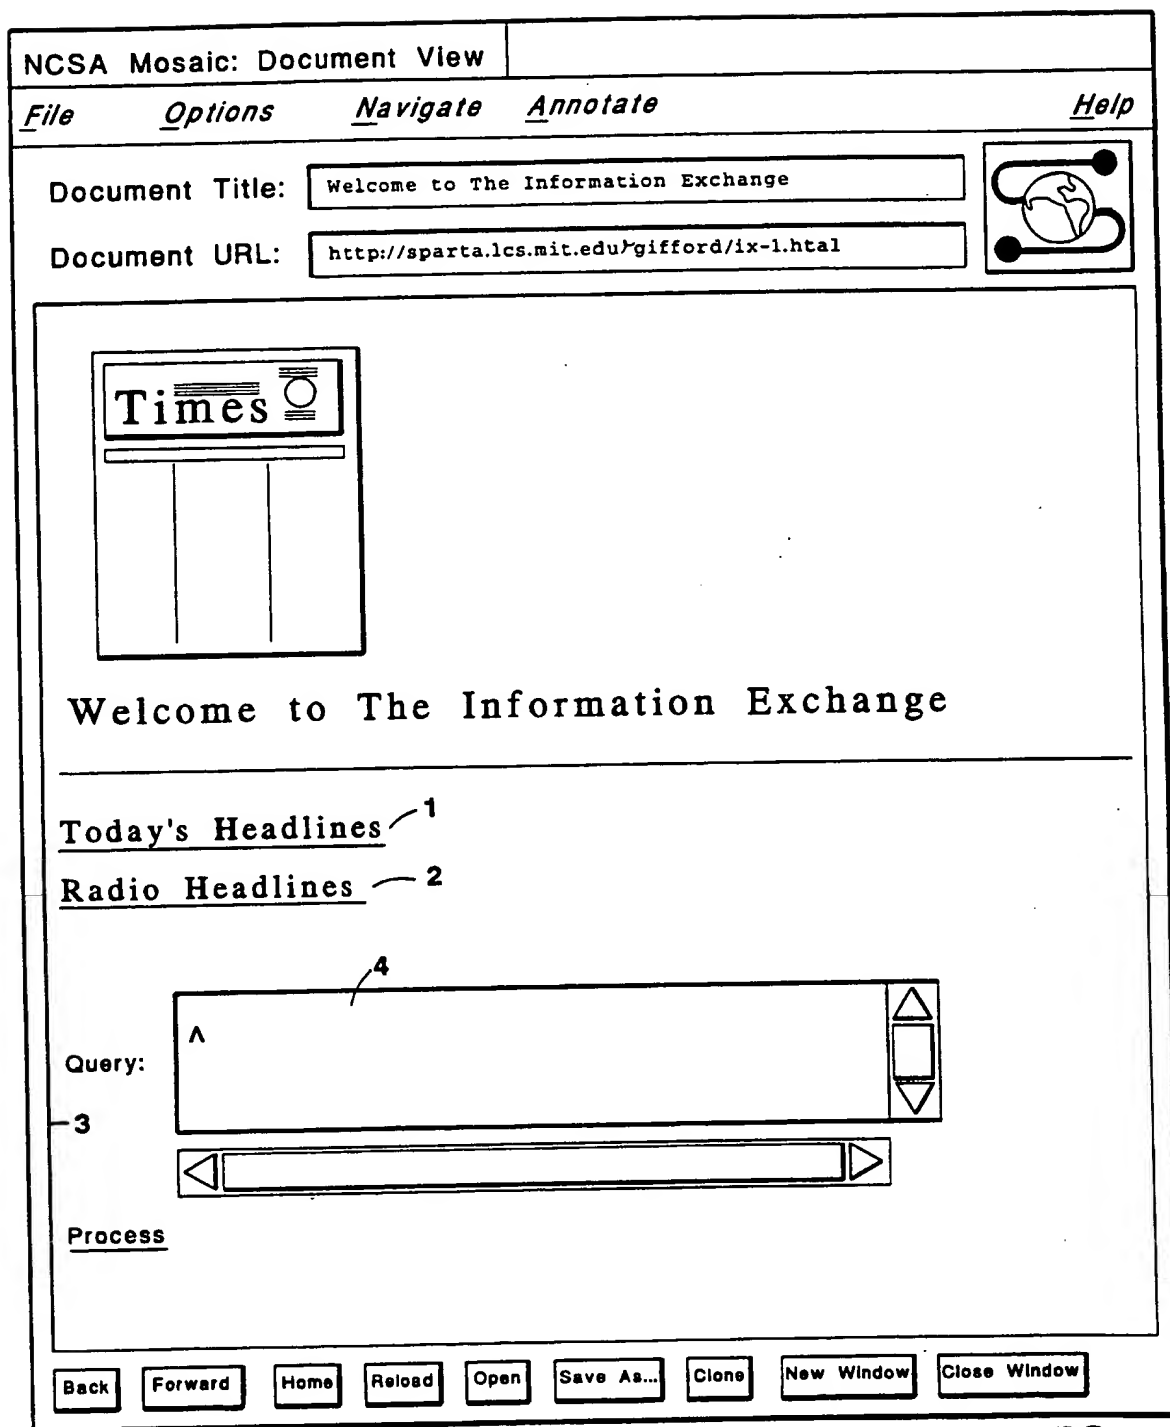 NCSA Mosaic: Document View
File Options Navigate Annotate Help
Document Title: Welcome to The Information Exchange
Document URL: http://sparta.lcs.mit.edu/gifford/ix-1.htal
Times
Welcome to The Information Exchange
Today's Headlines 1
Radio Headlines 2
4
^
Query:
3
Process
Back Forward Home Reload Open Save As... Clone New Window Close Window